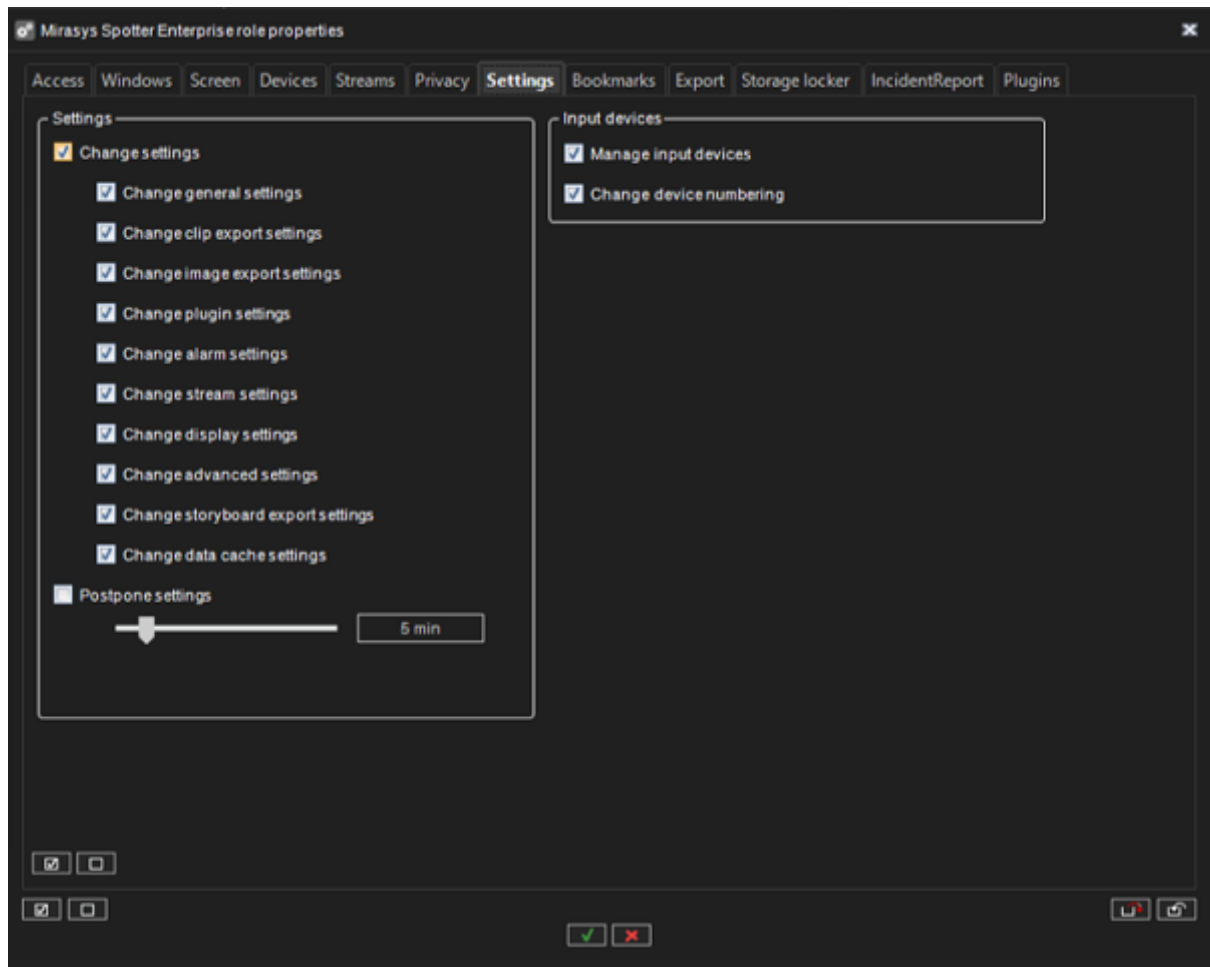 Mirasys Spotter Enterprise role properties
Access Windows Screen Devices Streams Privacy Settings Bookmarks Export Storage locker IncidentReport Plugins
Settings
Change settings
Change general settings
Change clip export settings
Change image export settings
Change plugin settings
Change alarm settings
Change stream settings
Change display settings
Change advanced settings
Change storyboard export settings
Change data cache settings
Postpone settings
5 min
Input devices
Manage input devices
Change device numbering